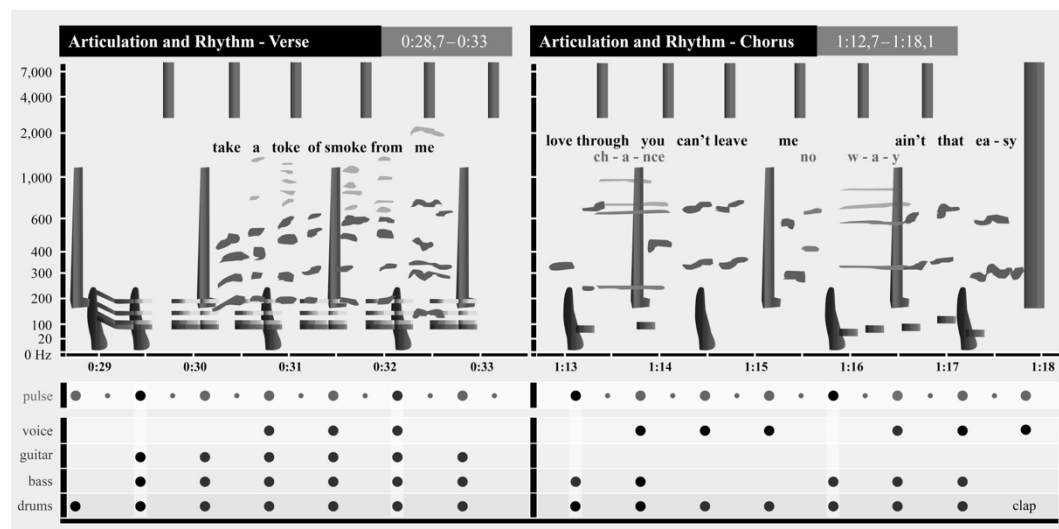 Articulation and Rhythm - Verse 0:28,7–0:33
Articulation and Rhythm - Chorus 1:12,7–1:18,1
7,000
4,000
2,000
1,000
600
400
300
200
100
20
0 Hz
take a toke of smoke from me
love through you can't leave me ain't that ea - sy
ch - a - nce no w - a - y
0:29 0:30 0:31 0:32 0:33
1:13 1:14 1:15 1:16 1:17 1:18
pulse
voice
guitar
bass
drums
clap